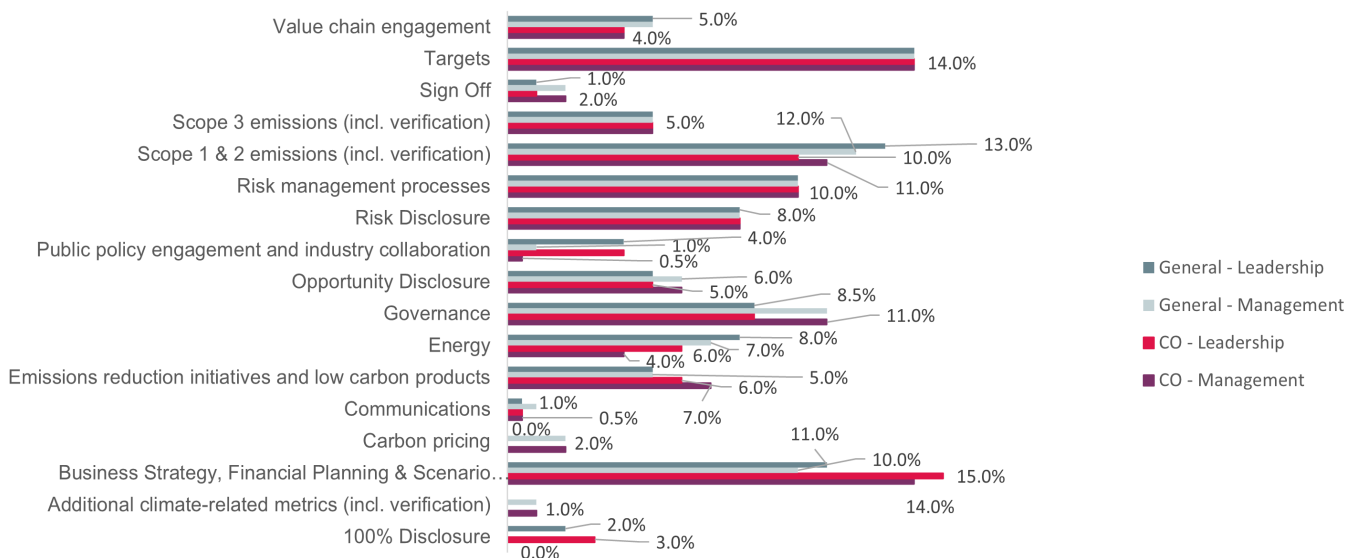 Value chain engagement
5.0%
4.0%
Targets
14.0%
Sign Off
1.0%
2.0%
Scope 3 emissions (incl. verification)
5.0%
Scope 1 & 2 emissions (incl. verification)
12.0%
13.0%
10.0%
11.0%
Risk management processes
10.0%
Risk Disclosure
8.0%
Public policy engagement and industry collaboration
4.0%
1.0%
0.5%
Opportunity Disclosure
6.0%
5.0%
Governance
8.5%
11.0%
Energy
8.0%
7.0%
6.0%
4.0%
Emissions reduction initiatives and low carbon products
5.0%
6.0%
7.0%
Communications
1.0%
0.5%
0.0%
Carbon pricing
2.0%
Business Strategy, Financial Planning & Scenario...
11.0%
10.0%
15.0%
14.0%
Additional climate-related metrics (incl. verification)
1.0%
100% Disclosure
2.0%
3.0%
0.0%
General - Leadership
General - Management
CO - Leadership
CO - Management